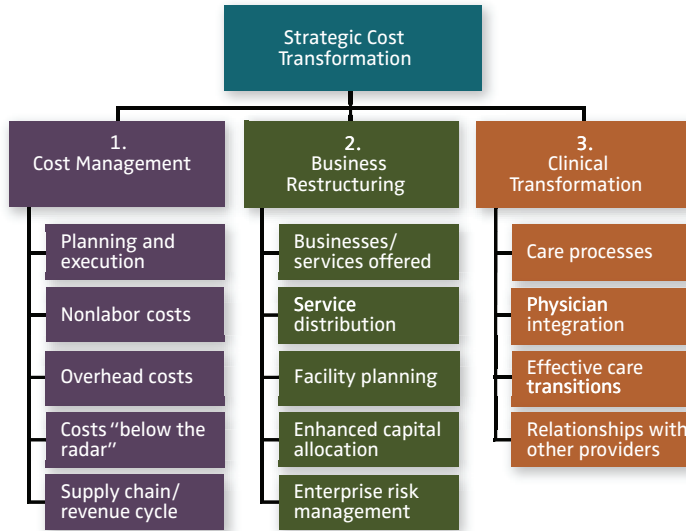 Strategic Cost
Transformation
1.
Cost Management
Planning and
execution
Nonlabor costs
Overhead costs
Costs “below the
radar”
Supply chain/
revenue cycle
2.
Business
Restructuring
Businesses/
services offered
Service
distribution
Facility planning
Enhanced capital
allocation
Enterprise risk
management
3.
Clinical
Transformation
Care processes
Physician
integration
Effective care
transitions
Relationships with
other providers